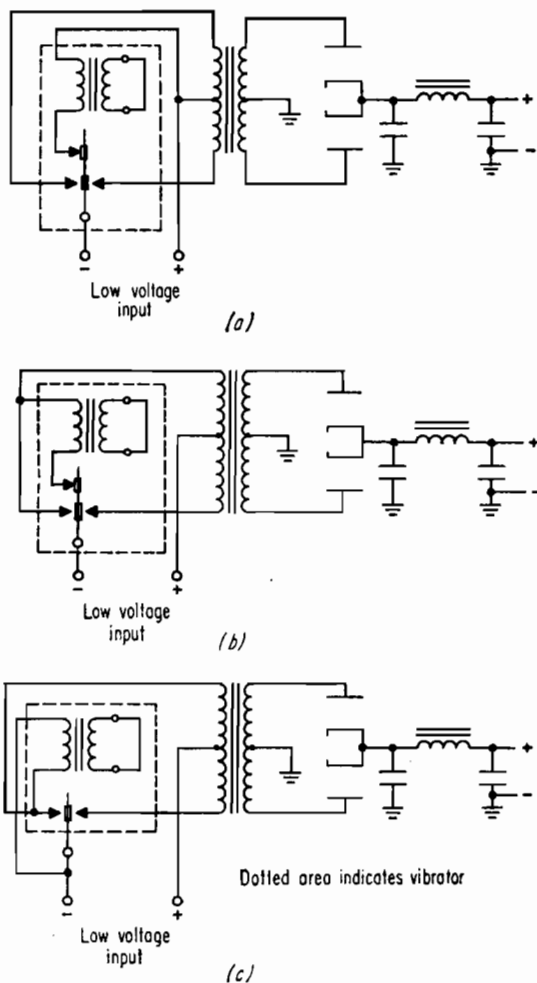 +
-
- +
Low voltage
input
(a)
+
-
- +
Low voltage
input
(b)
+
-
Dotted area indicates vibrator
- +
Low voltage
input
(c)